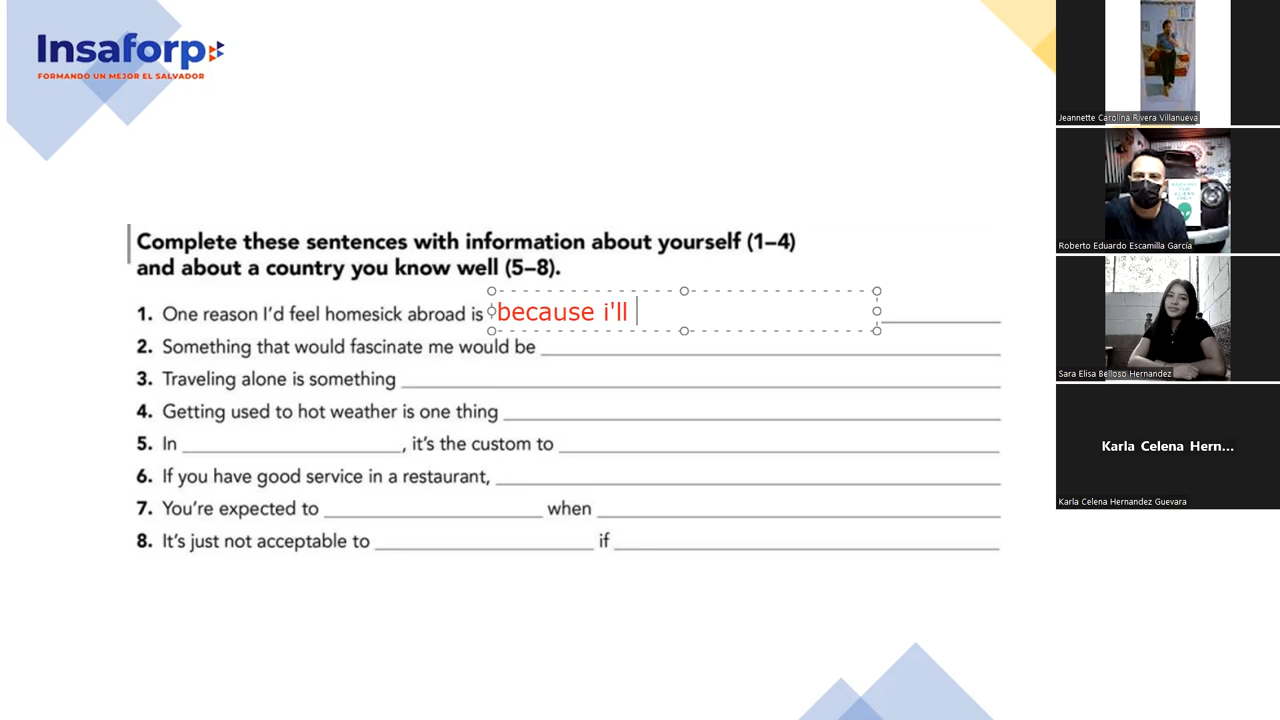 Insaforp
FORMANDO UN MEJOR EL SALVADOR
Complete these sentences with information about yourself (1–4)
and about a country you know well (5–8).
1. One reason I'd feel homesick abroad is because i'll
2. Something that would fascinate me would be
3. Traveling alone is something
4. Getting used to hot weather is one thing
5. In , it's the custom to
6. If you have good service in a restaurant,
7. You're expected to when
8. It's just not acceptable to if
Jeannette Carolina Rivera Villanueva
Roberto Eduardo Escamilla García
Sara Elisa Belloso Hernandez
Karla Celena Hern...
Karla Celena Hernandez Guevara